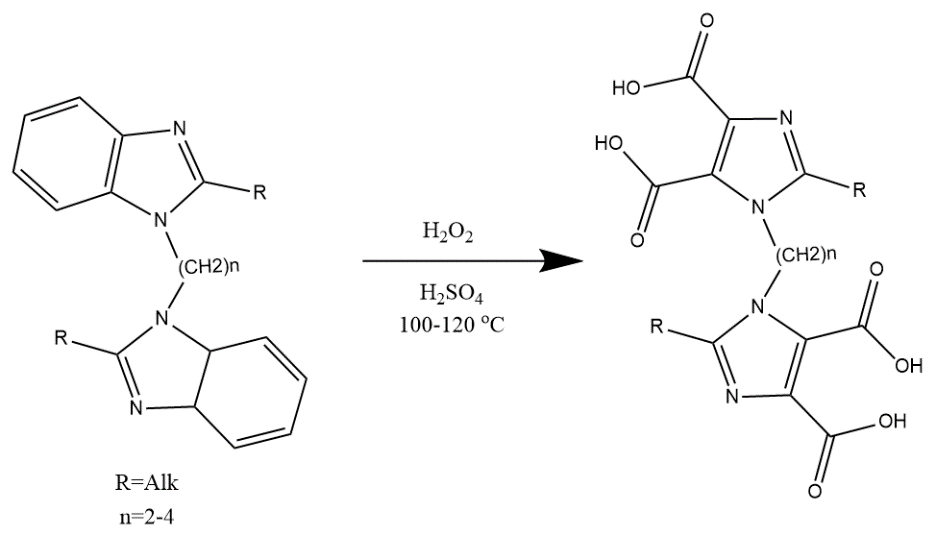 N
R
N
(CH2)n
N
R
N
R=Alk
n=2-4
H₂O₂
H₂SO₄
100-120 °C
O
HO
N
HO
R
O
N
(CH2)n
N
O
R
OH
N
OH
O